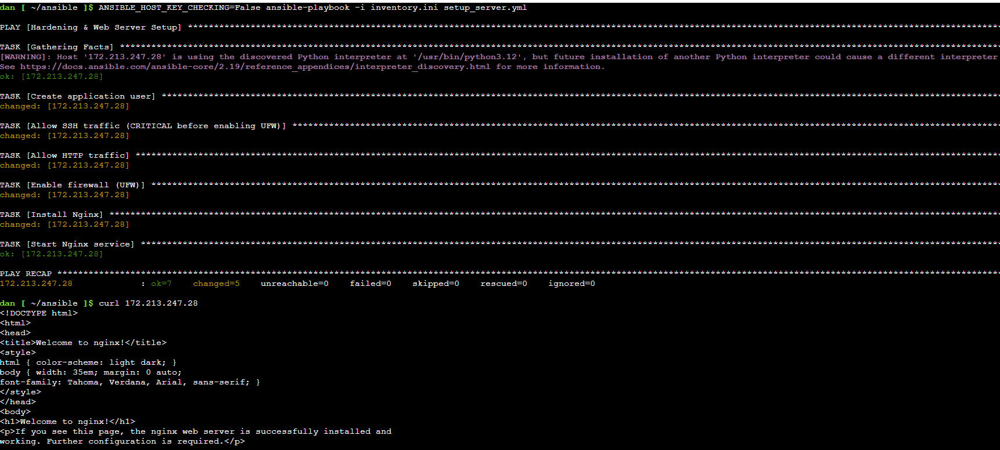 dan [ ~/ansible ]$ ANSIBLE_HOST_KEY_CHECKING=False ansible-playbook -i inventory.ini setup_server.yml
PLAY [Hardening & Web Server Setup] ****************************************************************************************************************************************************
TASK [Gathering Facts] *****************************************************************************************************************************************************************
[WARNING]: Host '172.213.247.28' is using the discovered Python interpreter at '/usr/bin/python3.12', but future installation of another Python interpreter could cause a different interpreter
See https://docs.ansible.com/ansible-core/2.19/reference_appendices/interpreter_discovery.html for more information.
ok: [172.213.247.28]
TASK [Create application user] *********************************************************************************************************************************************************
changed: [172.213.247.28]
TASK [Allow SSH traffic (CRITICAL before enabling UFW)] ********************************************************************************************************************************
changed: [172.213.247.28]
TASK [Allow HTTP traffic] **************************************************************************************************************************************************************
changed: [172.213.247.28]
TASK [Enable firewall (UFW)] ***********************************************************************************************************************************************************
changed: [172.213.247.28]
TASK [Install Nginx] *******************************************************************************************************************************************************************
changed: [172.213.247.28]
TASK [Start Nginx service] *************************************************************************************************************************************************************
ok: [172.213.247.28]
PLAY RECAP *****************************************************************************************************************************************************************************
172.213.247.28             : ok=7    changed=5    unreachable=0    failed=0    skipped=0    rescued=0    ignored=0
dan [ ~/ansible ]$ curl 172.213.247.28
<!DOCTYPE html>
<html>
<head>
<title>Welcome to nginx!</title>
<style>
html { color-scheme: light dark; }
body { width: 35em; margin: 0 auto;
font-family: Tahoma, Verdana, Arial, sans-serif; }
</style>
</head>
<body>
<h1>Welcome to nginx!</h1>
<p>If you see this page, the nginx web server is successfully installed and
working. Further configuration is required.</p>